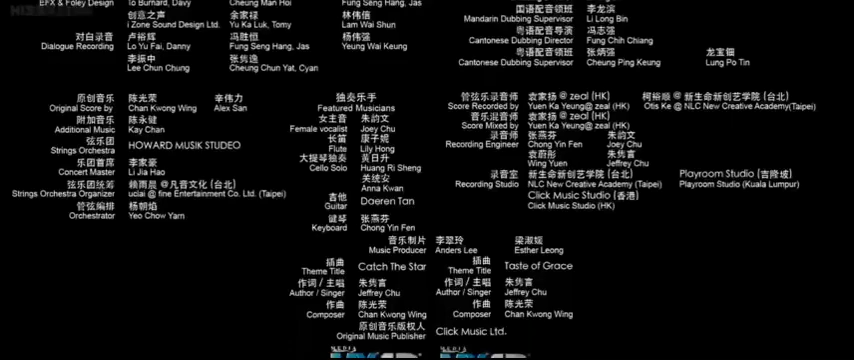 EFX & Foley Design
To Burnard, Davy
Cheung Man Hoi
Fung Seng Hang, Jas
创意之声 余家禄 林伟信
i Zone Sound Design Ltd. Yu Ka Luk, Tomy Lam Wai Shun
对白录音 卢裕辉 冯胜恒 杨伟强
Dialogue Recording Lo Yu Fai, Danny Fung Seng Hang, Jas Yeung Wai Keung
李振中 张隽逸
Lee Chun Chung Cheung Chun Yat, Cyan
国语配音领班 李龙滨
Mandarin Dubbing Supervisor Li Long Bin
粤语配音导演 冯志强
Cantonese Dubbing Director Fung Chih Chiang
粤语配音领班 张炳强 龙宝钿
Cantonese Dubbing Supervisor Cheung Ping Keung Lung Po Tin
原创音乐 陈光荣 辛伟力
Original Score by Chan Kwong Wing Alex San
附加音乐 陈永健
Additional Music Kay Chan
弦乐团
Strings Orchestra HOWARD MUSIK STUDEO
乐团首席 李家豪
Concert Master Li Jia Hao
弦乐团统筹 赖雨晨 @ 凡音文化 (台北)
Strings Orchestra Organizer uclai @ fine Entertainment Co. Ltd. (Taipei)
管弦编排 杨朝焰
Orchestrator Yeo Chow Yarn
独奏乐手
Featured Musicians
女主音 朱韵文
Female vocalist Joey Chu
长笛 康子妮
Flute Lily Hong
大提琴独奏 黄日升
Cello Solo Huang Ri Sheng
关绫安
Anna Kwan
吉他
Guitar Daeren Tan
键琴 张燕芬
Keyboard Chong Yin Fen
管弦乐录音师 袁家扬 @ zeal (HK) 柯裕顺 @ 新生命新创艺学院 (台北)
Score Recorded by Yuen Ka Yeung@ zeal (HK) Otis Ke @ NLC New Creative Academy(Taipei)
音乐混音师 袁家扬 @ zeal (HK)
Score Mixed by Yuen Ka Yeung@ zeal (HK)
录音师 张燕芬 朱韵文
Recording Engineer Chong Yin Fen Joey Chu
袁蔚彤 朱隽言
Wing Yuen Jeffrey Chu
录音室 新生命新创艺学院 (台北) Playroom Studio (吉隆坡)
Recording Studio NLC New Creative Academy (Taipei) Playroom Studio (Kuala Lumpur)
Click Music Studio (香港)
Click Music Studio (HK)
音乐制片 李翠玲 梁淑媛
Music Producer Anders Lee Esther Leong
插曲
Theme Title Catch The Star
作词 / 主唱 朱隽言
Author / Singer Jeffrey Chu
作曲 陈光荣
Composer Chan Kwong Wing
插曲
Theme Title Taste of Grace
作词 / 主唱 朱隽言
Author / Singer Jeffrey Chu
作曲 陈光荣
Composer Chan Kwong Wing
原创音乐版权人
Original Music Publisher Click Music Ltd.